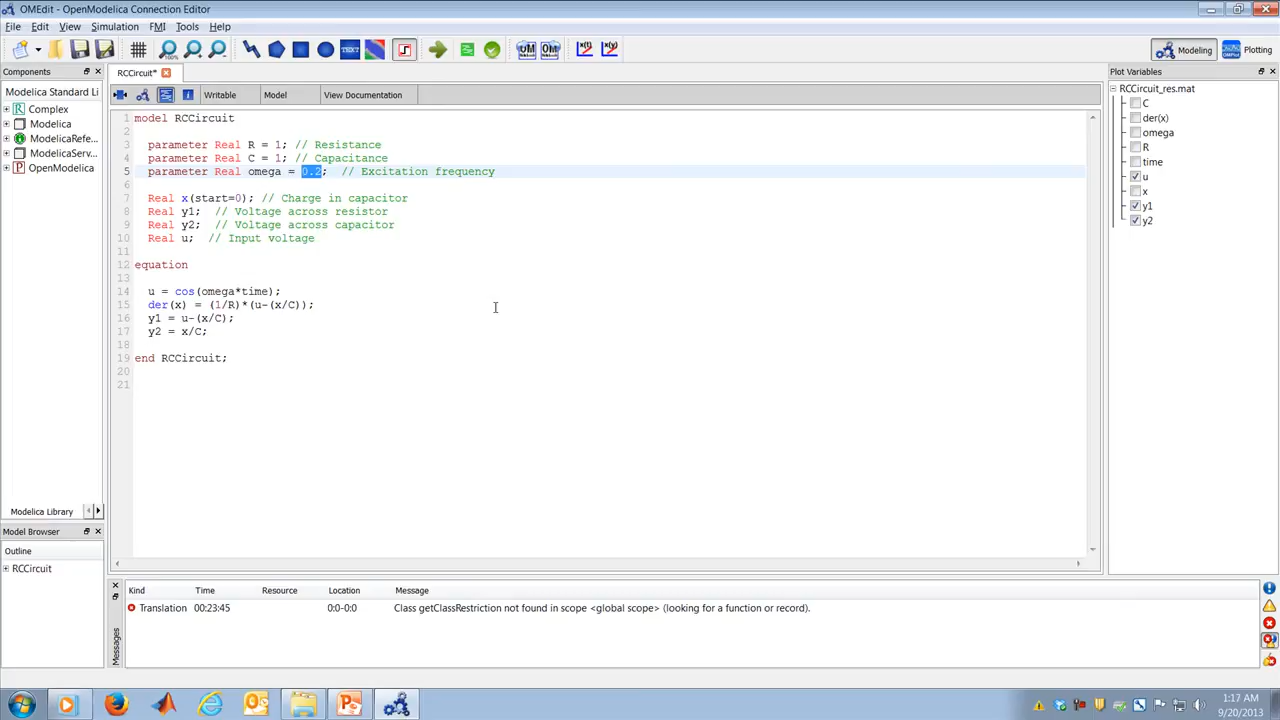 OMEdit - OpenModelica Connection Editor
File Edit View Simulation FMI Tools Help
100%
TEXT
UM
OM
x(t)
y(x)
Modeling
Plotting
Components
RCCircuit*
Plot Variables
Modelica Standard Li
Complex
Modelica
ModelicaRefe...
ModelicaServ...
OpenModelica
Writable
Model
View Documentation
1 model RCCircuit
2
3 parameter Real R = 1; // Resistance
4 parameter Real C = 1; // Capacitance
5 parameter Real omega = 0.2; // Excitation frequency
6
7 Real x(start=0); // Charge in capacitor
8 Real y1; // Voltage across resistor
9 Real y2; // Voltage across capacitor
10 Real u; // Input voltage
11
12 equation
13
14 u = cos(omega*time);
15 der(x) = (1/R)*(u-(x/C));
16 y1 = u-(x/C);
17 y2 = x/C;
18
19 end RCCircuit;
20
21
RCCircuit_res.mat
C
der(x)
omega
R
time
u
x
y1
y2
Modelica Library
Model Browser
Outline
RCCircuit
Messages
Kind Time Resource Location Message
Translation 00:23:45 0:0-0:0 Class getClassRestriction not found in scope <global scope> (looking for a function or record).
1:17 AM
9/20/2013